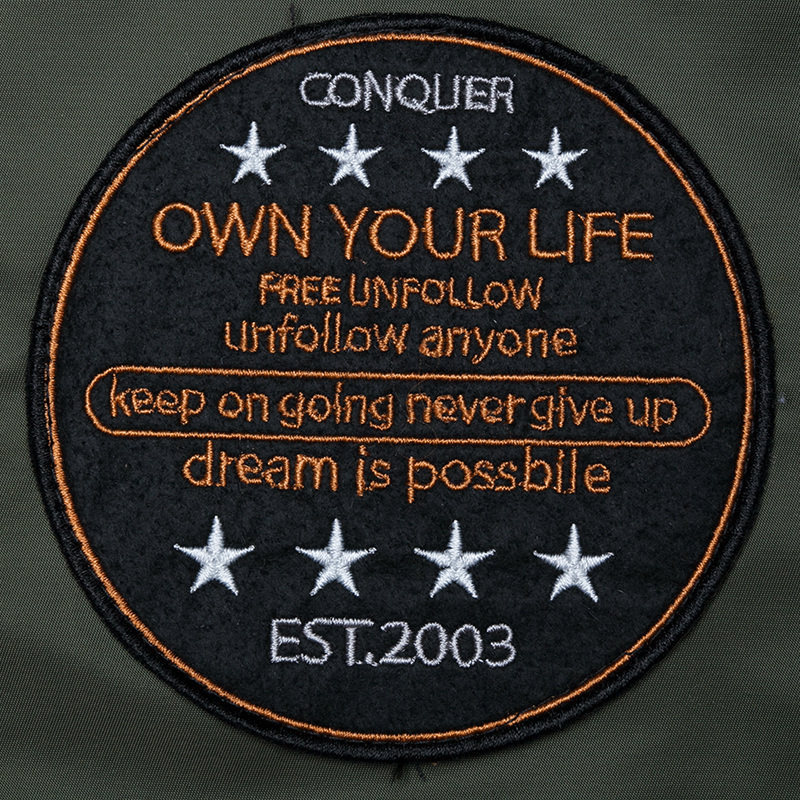 CONQUER
OWN YOUR LIFE
FREE UNFOLLOW
unfollow anyone
keep on going never give up
dream is possbile
EST.2003